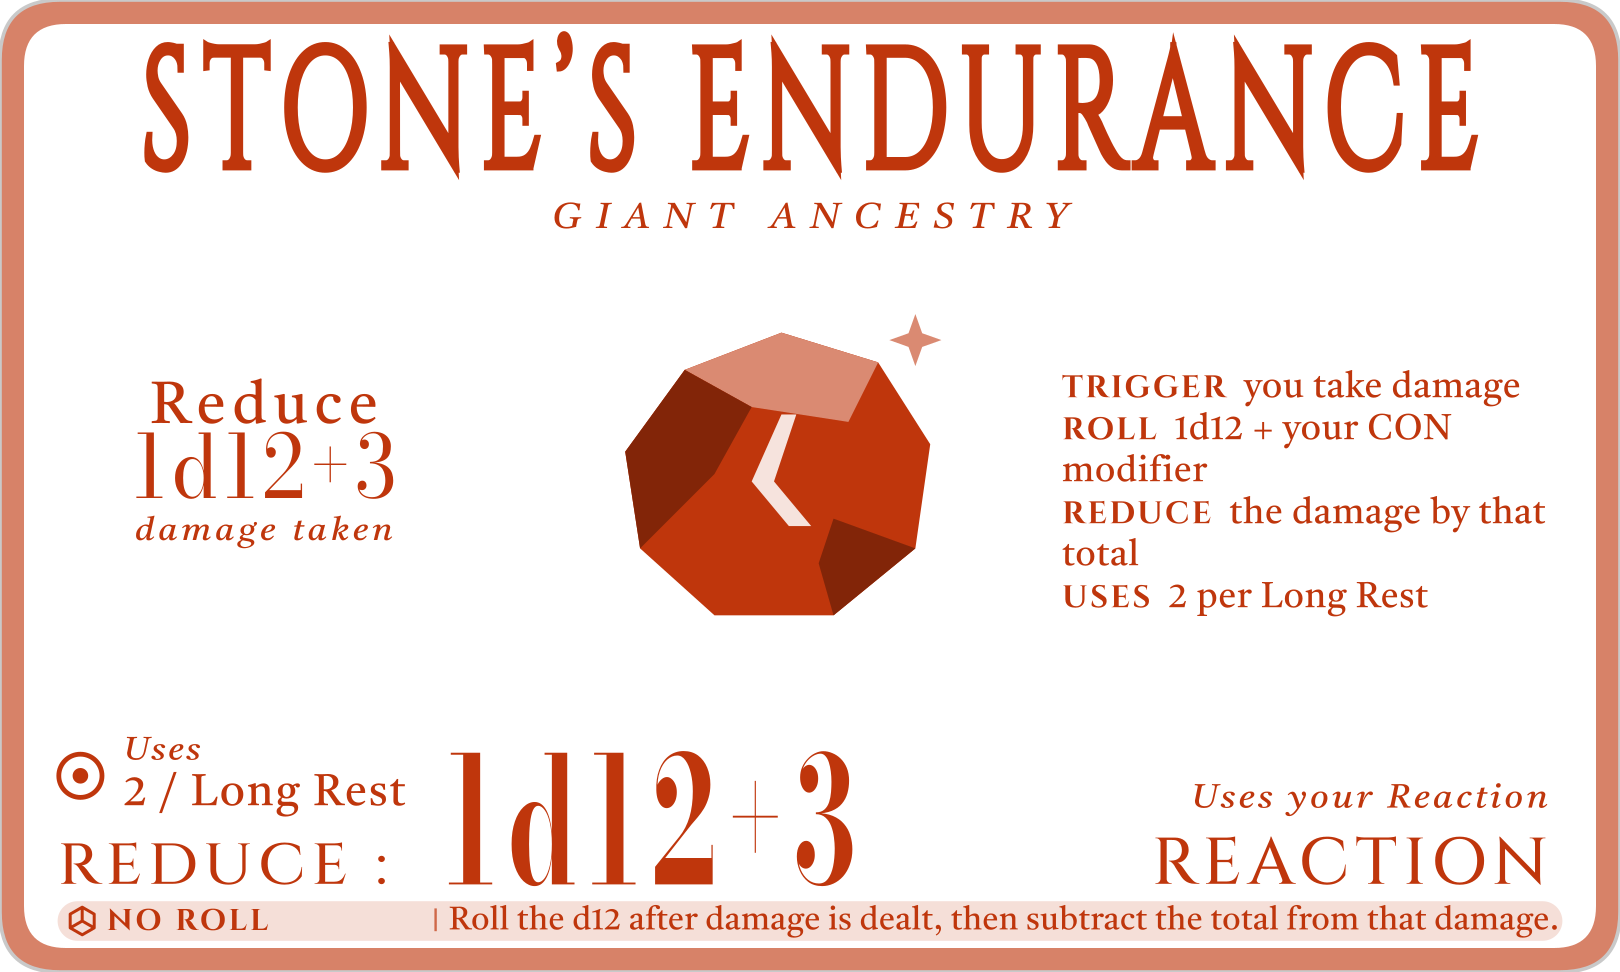 STONE'S ENDURANCE
GIANT ANCESTRY
Reduce
1d12+3
damage taken
TRIGGER you take damage
ROLL 1d12 + your CON
modifier
REDUCE the damage by that
total
USES 2 per Long Rest
Uses
2 / Long Rest
REDUCE : 1d12+3
Uses your Reaction
REACTION
NO ROLL | Roll the d12 after damage is dealt, then subtract the total from that damage.